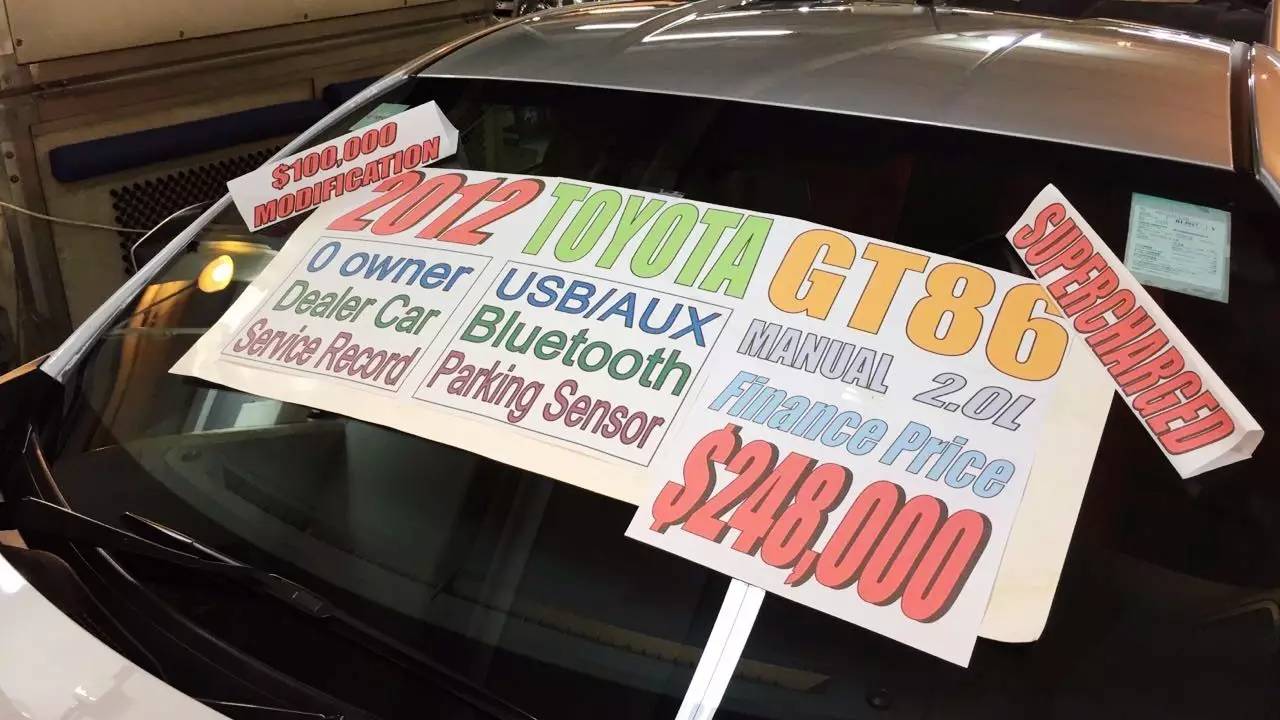 $100,000
MODIFICATION
2012 TOYOTA GT86
0 owner
Dealer Car
Service Record
USB/AUX
Bluetooth
Parking Sensor
MANUAL 2.0L
Finance Price
$248,000
SUPERCHARGED